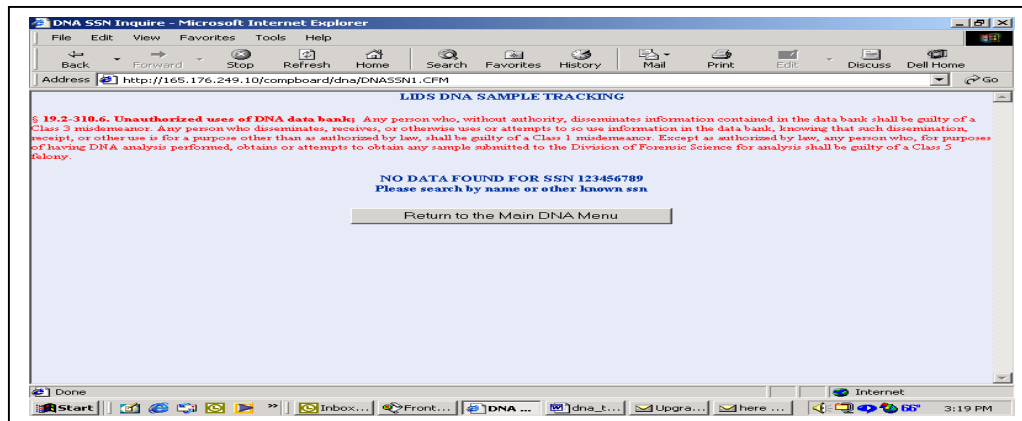 DNA SSN Inquire - Microsoft Internet Explorer
File Edit View Favorites Tools Help
Back Forward Stop Refresh Home Search Favorites History Mail Print Edit Discuss Dell Home
Address http://165.176.249.10/compboard/dna/DNASSN1.CFM Go
LIDS DNA SAMPLE TRACKING
§ 19.2-310.6. Unauthorized uses of DNA data bank; Any person who, without authority, disseminates information contained in the data bank shall be guilty of a
Class 3 misdemeanor. Any person who disseminates, receives, or otherwise uses or attempts to so use information in the data bank, knowing that such dissemination,
receipt, or other use is for a purpose other than as authorized by law, shall be guilty of a Class 1 misdemeanor. Except as authorized by law, any person who, for purposes
of having DNA analysis performed, obtains or attempts to obtain any sample submitted to the Division of Forensic Science for analysis shall be guilty of a Class 5
felony.
NO DATA FOUND FOR SSN 123456789
Please search by name or other known ssn
Return to the Main DNA Menu
Done Internet
Start Inbox... Front... DNA ... dna_t... Upgra... here ... 66° 3:19 PM